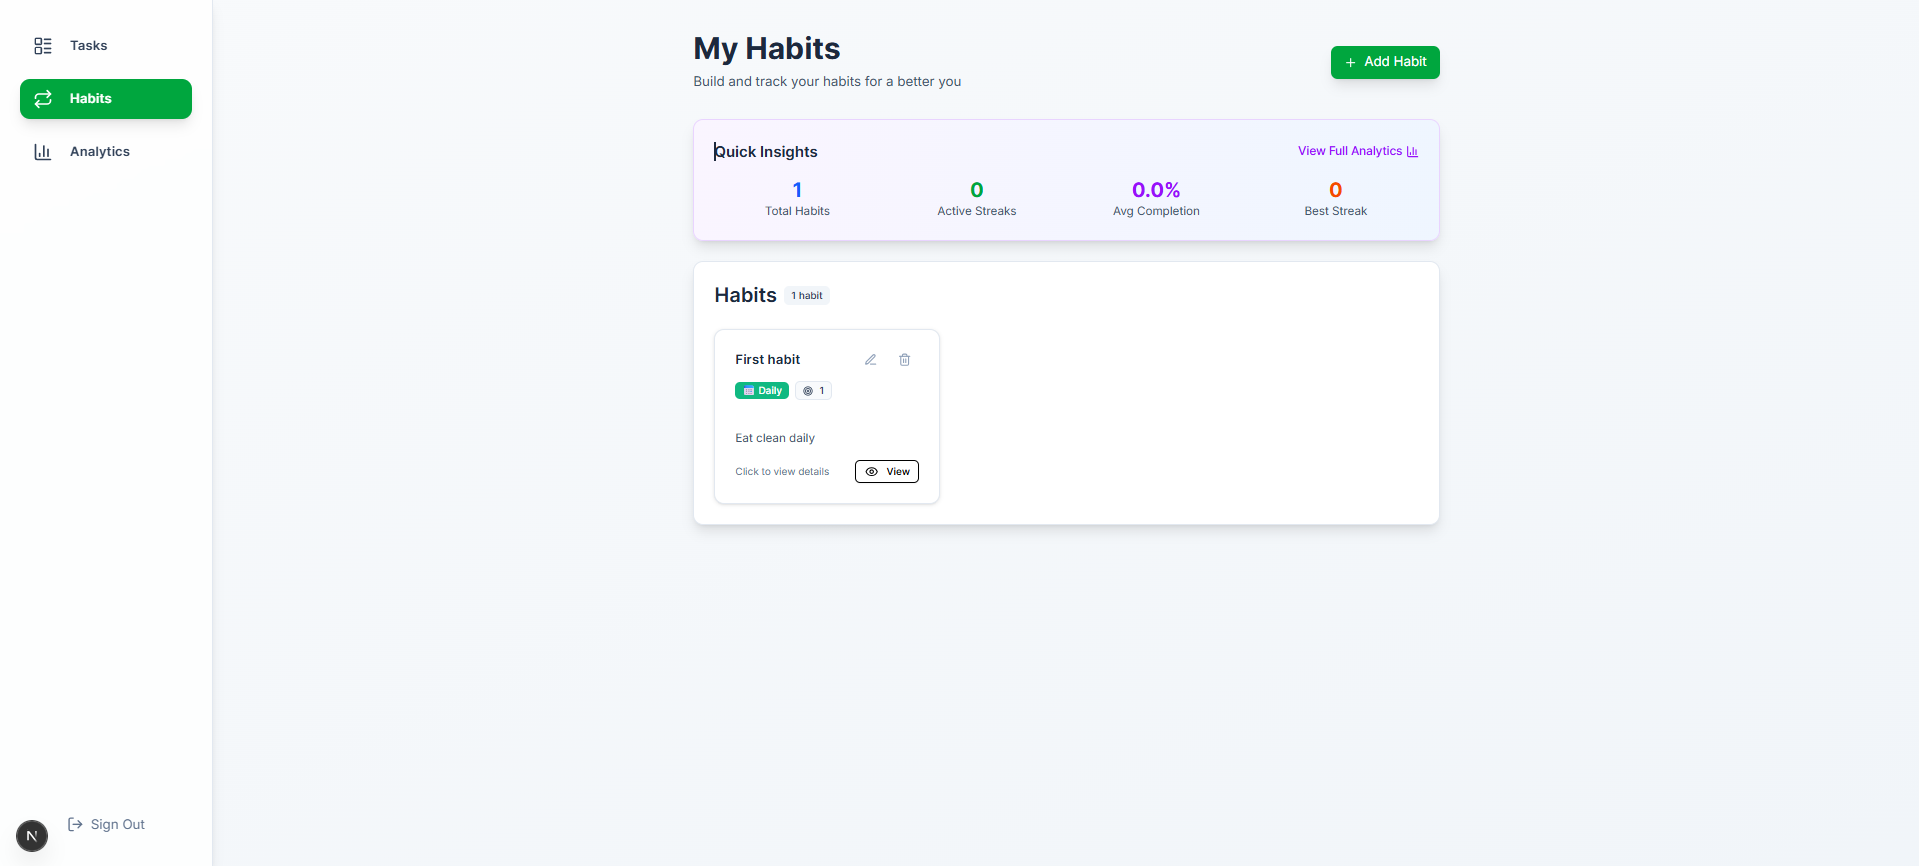 Tasks
Habits
Analytics
Sign Out
N
My Habits
Build and track your habits for a better you
+ Add Habit
Quick Insights
View Full Analytics
1
Total Habits
0
Active Streaks
0.0%
Avg Completion
0
Best Streak
Habits
1 habit
First habit
Daily
1
Eat clean daily
Click to view details
View